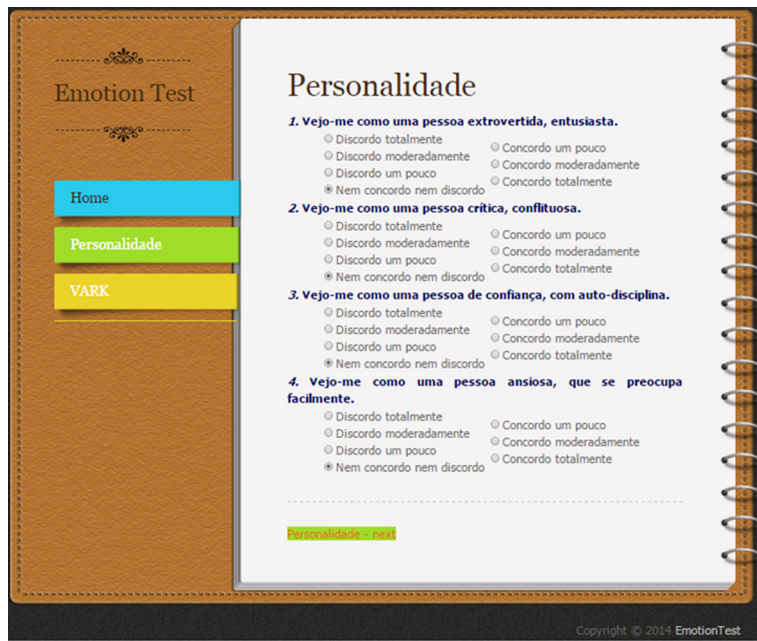 Emotion Test
Home
Personalidade
VARK
Personalidade
1. Vejo-me como uma pessoa extrovertida, entusiasta.
Discordo totalmente
Discordo moderadamente
Discordo um pouco
Nem concordo nem discordo
Concordo um pouco
Concordo moderadamente
Concordo totalmente
2. Vejo-me como uma pessoa crítica, conflituosa.
Discordo totalmente
Discordo moderadamente
Discordo um pouco
Nem concordo nem discordo
Concordo um pouco
Concordo moderadamente
Concordo totalmente
3. Vejo-me como uma pessoa de confiança, com auto-disciplina.
Discordo totalmente
Discordo moderadamente
Discordo um pouco
Nem concordo nem discordo
Concordo um pouco
Concordo moderadamente
Concordo totalmente
4. Vejo-me como uma pessoa ansiosa, que se preocupa
facilmente.
Discordo totalmente
Discordo moderadamente
Discordo um pouco
Nem concordo nem discordo
Concordo um pouco
Concordo moderadamente
Concordo totalmente
Personalidade - next
Copyright © 2014 EmotionTest